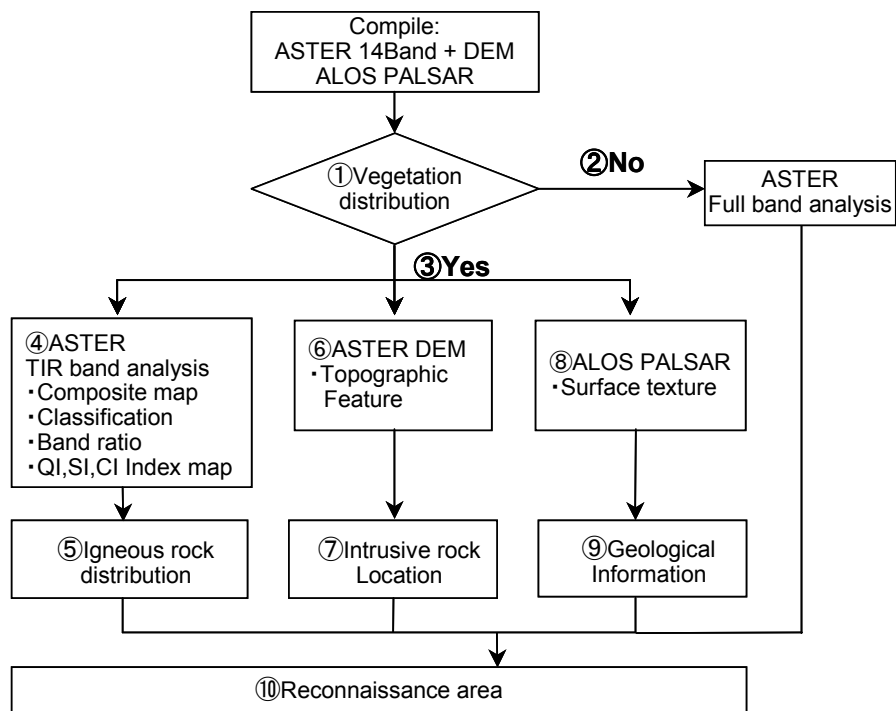 Compile:
ASTER 14Band + DEM
ALOS PALSAR
①Vegetation
distribution
②No
ASTER
Full band analysis
③Yes
④ASTER
TIR band analysis
・Composite map
・Classification
・Band ratio
・QI,SI,CI Index map
⑥ASTER DEM
・Topographic
Feature
⑧ALOS PALSAR
・Surface texture
⑤Igneous rock
distribution
⑦Intrusive rock
Location
⑨Geological
Information
⑩Reconnaissance area